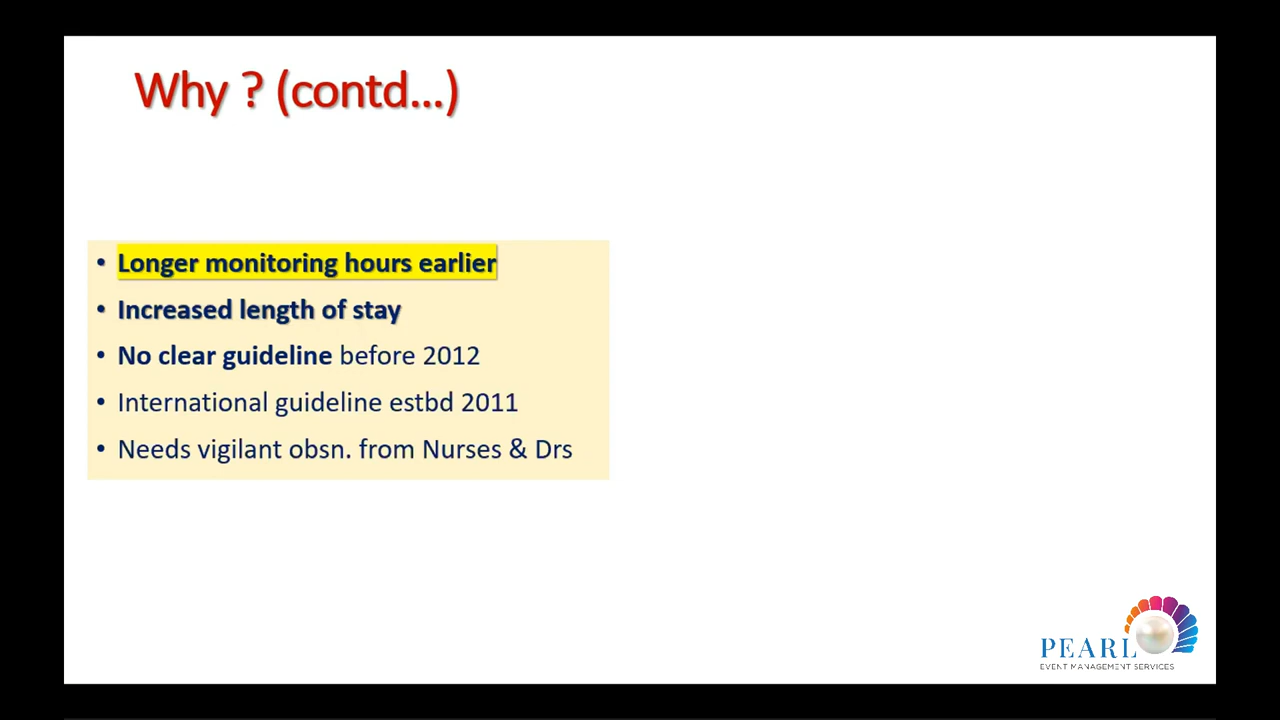 Why ? (contd...)
• Longer monitoring hours earlier
• Increased length of stay
• No clear guideline before 2012
• International guideline estbd 2011
• Needs vigilant obsn. from Nurses & Drs
PEARL
EVENT MANAGEMENT SERVICES